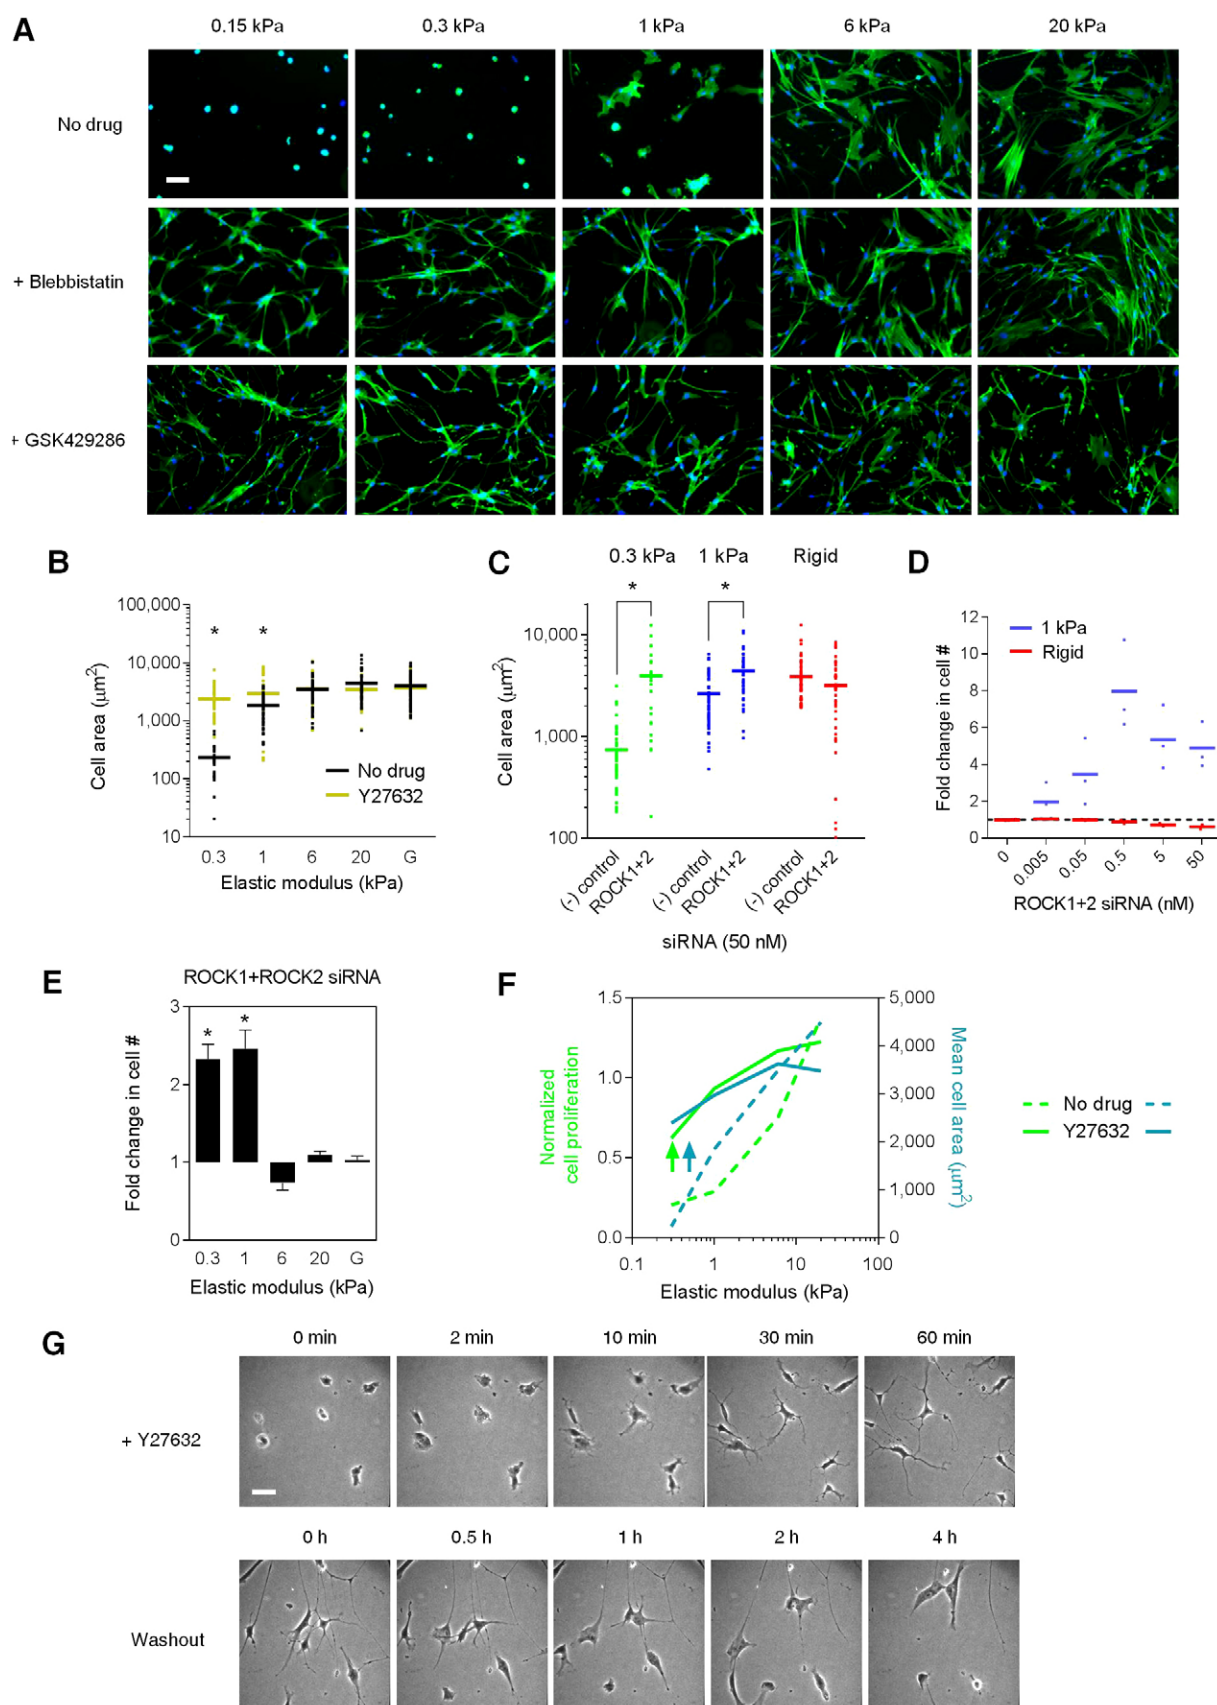 A
0.15 kPa
0.3 kPa
1 kPa
6 kPa
20 kPa
No drug
+ Blebbistatin
+ GSK429286
B
Cell area (µm²)
100,000
10,000
1,000
100
10
*
*
No drug
Y27632
0.3
1
6
20
G
Elastic modulus (kPa)
C
0.3 kPa
1 kPa
Rigid
*
*
Cell area (µm²)
10,000
1,000
100
(-) control
ROCK1+2
(-) control
ROCK1+2
(-) control
ROCK1+2
siRNA (50 nM)
D
Fold change in cell #
12
10
8
6
4
2
0
1 kPa
Rigid
0
0.005
0.05
0.5
5
50
ROCK1+2 siRNA (nM)
E
ROCK1+ROCK2 siRNA
Fold change in cell #
3
2
1
0
*
*
0.3
1
6
20
G
Elastic modulus (kPa)
F
Normalized
cell proliferation
1.5
1.0
0.5
0.0
5,000
4,000
3,000
2,000
1,000
0
Mean cell area (µm²)
0.1
1
10
100
Elastic modulus (kPa)
No drug
Y27632
G
0 min
2 min
10 min
30 min
60 min
+ Y27632
0 h
0.5 h
1 h
2 h
4 h
Washout